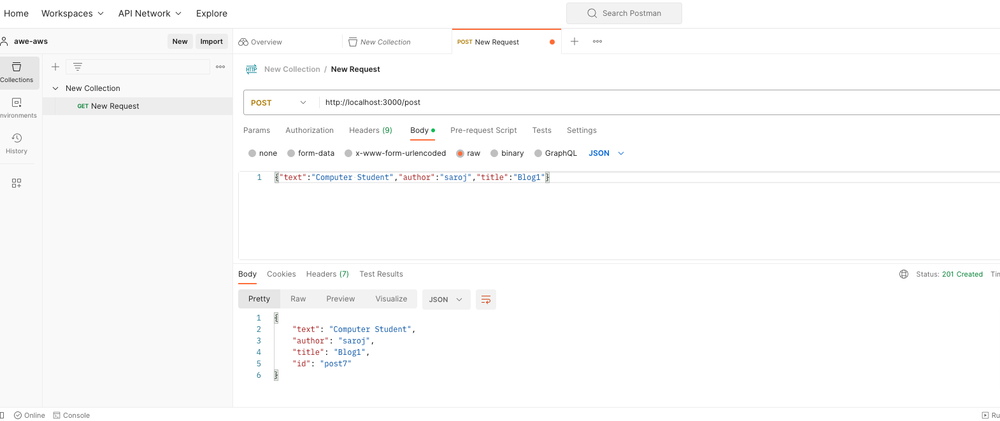 Home Workspaces API Network Explore Search Postman
awe-aws New Import Overview New Collection POST New Request
New Collection / New Request
Collections New Collection
POST http://localhost:3000/post
GET New Request
nvironments
Params Authorization Headers (9) Body Pre-request Script Tests Settings
History
none form-data x-www-form-urlencoded raw binary GraphQL JSON
1 {"text":"Computer Student","author":"saroj","title":"Blog1"}
Body Cookies Headers (7) Test Results Status: 201 Created Tin
Pretty Raw Preview Visualize JSON
1 {
2 "text": "Computer Student",
3 "author": "saroj",
4 "title": "Blog1",
5 "id": "post7"
6 }
Online Console Ru